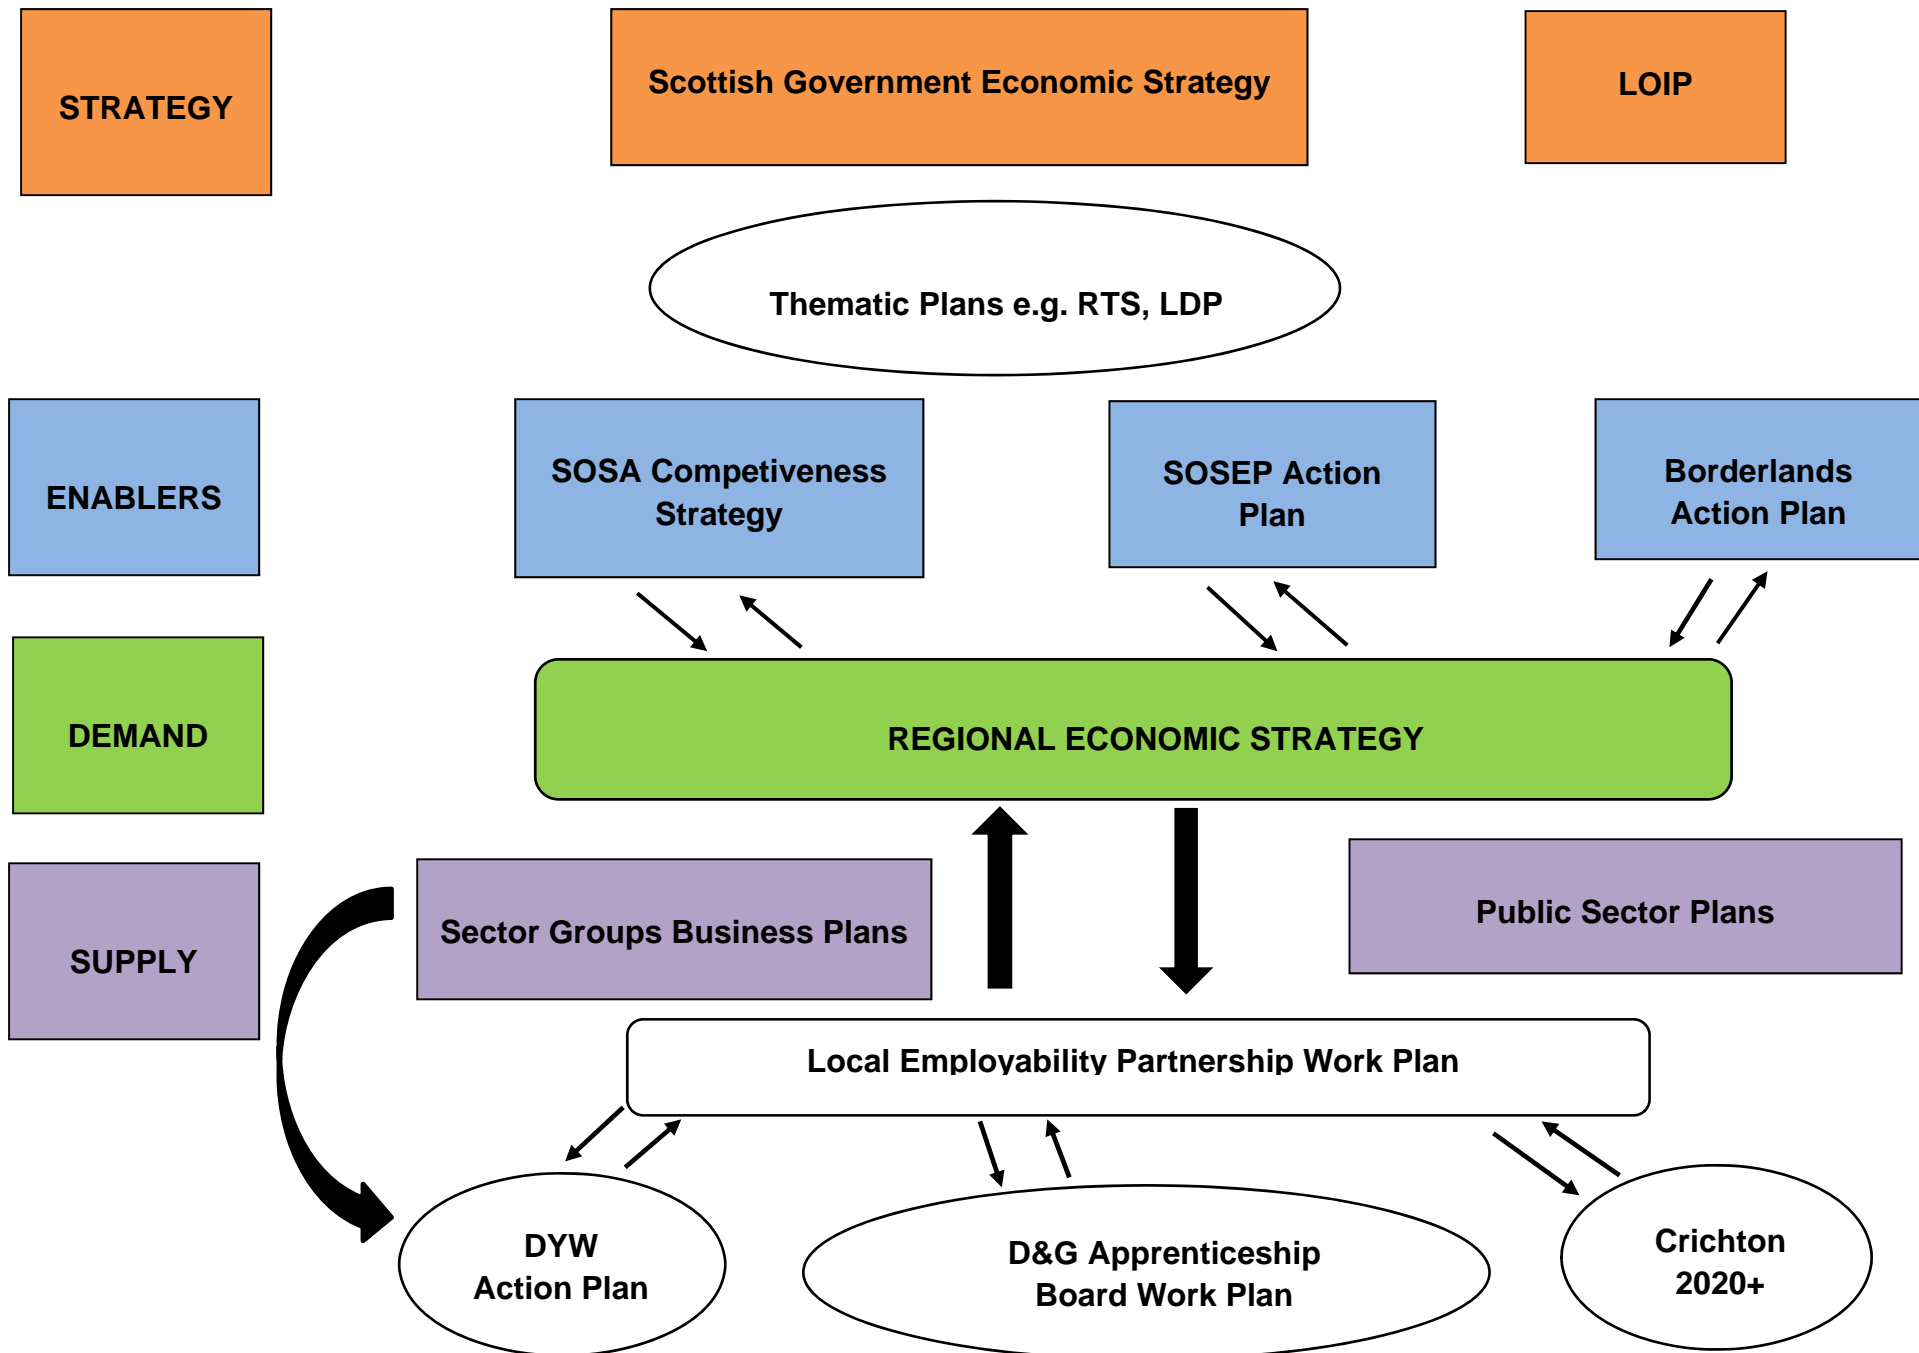 STRATEGY
Scottish Government Economic Strategy
LOIP
Thematic Plans e.g. RTS, LDP
ENABLERS
SOSA Competiveness
Strategy
SOSEP Action
Plan
Borderlands
Action Plan
DEMAND
REGIONAL ECONOMIC STRATEGY
SUPPLY
Sector Groups Business Plans
Public Sector Plans
Local Employability Partnership Work Plan
DYW
Action Plan
D&G Apprenticeship
Board Work Plan
Crichton
2020+